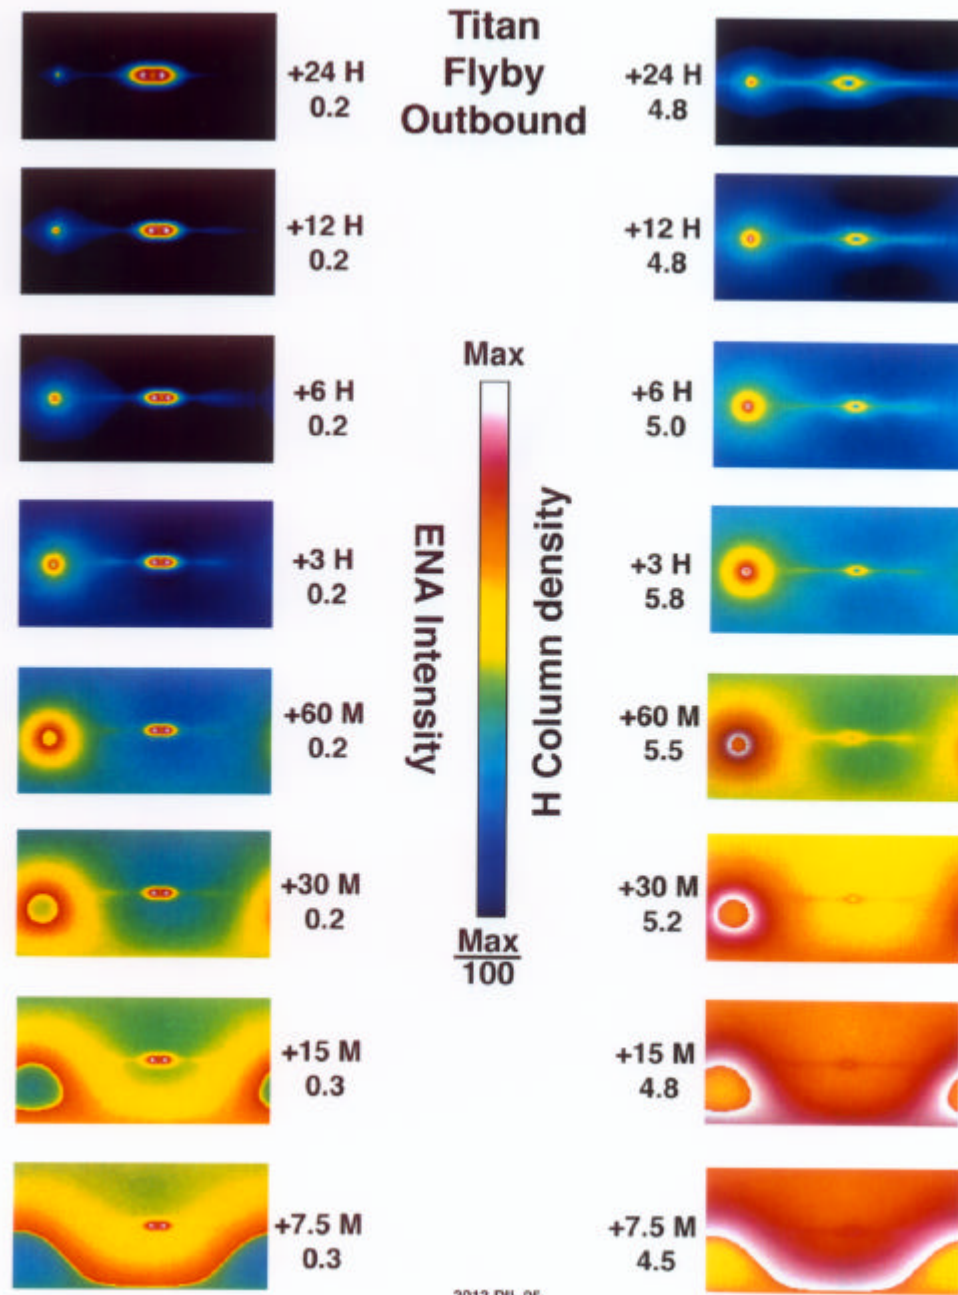 Titan
Flyby
Outbound
+24 H
0.2
+12 H
0.2
+6 H
0.2
+3 H
0.2
+60 M
0.2
+30 M
0.2
+15 M
0.3
+7.5 M
0.3
Max
ENA Intensity
H Column density
Max
100
+24 H
4.8
+12 H
4.8
+6 H
5.0
+3 H
5.8
+60 M
5.5
+30 M
5.2
+15 M
4.8
+7.5 M
4.5